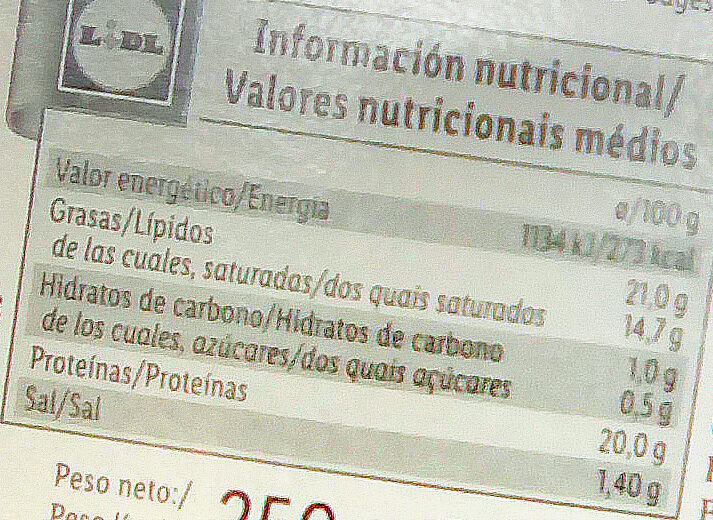 LIDL
Información nutricional/
Valores nutricionais médios
a/100 g
Valor energético/Energia 1134 kJ/273 kcal
Grasas/Lípidos 21,0 g
de las cuales, saturadas/dos quais saturados 14,7 g
Hidratos de carbono/Hidratos de carbono 1,0 g
de los cuales, azúcares/dos quais açúcares 0,5 g
Proteínas/Proteínas 20,0 g
Sal/Sal 1,40 g
Peso neto:/
Peso